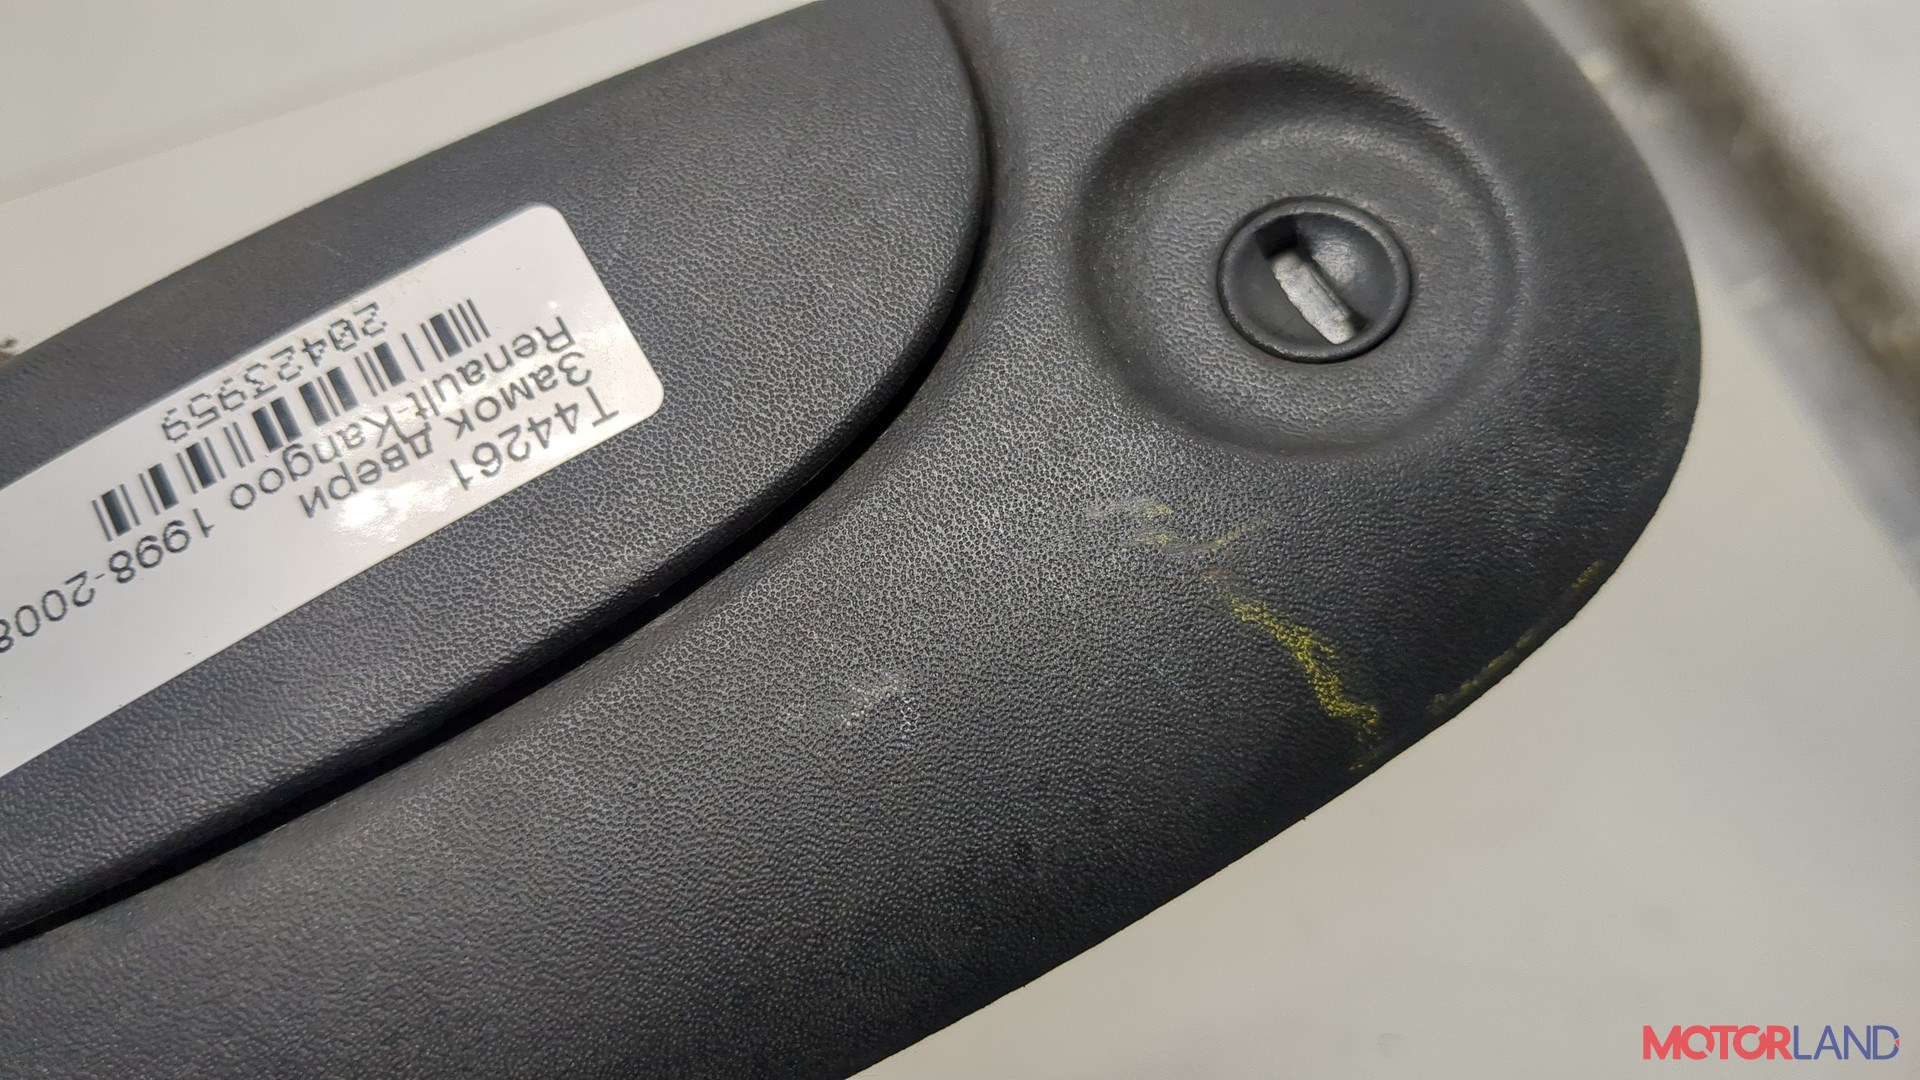 T44261
Замок двери
Renault Kangoo 1998-2008
20423959
MOTORLAND